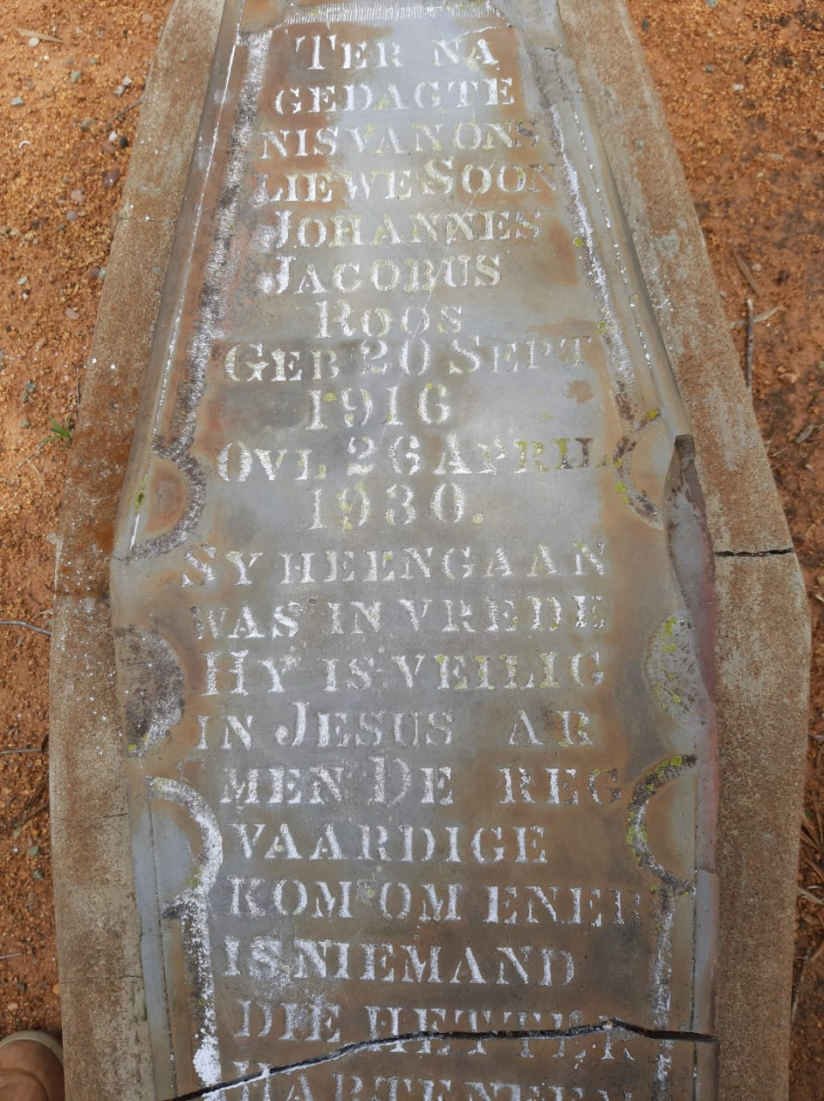 TER NA
GEDAGTE
NIS VAN ONS
LIEWE SOON
JOHANNES
JACOBUS
ROOS
GEB 20 SEPT
1916
OVL 26 APRIL
1930.
SY HEENGAAN
WAS IN VREDE
HY IS VEILIG
IN JESUS AR
MEN DE REG
VAARDIGE
KOM OM EN ER
IS NIEMAND
DIE HET TER
HARTE NEEM